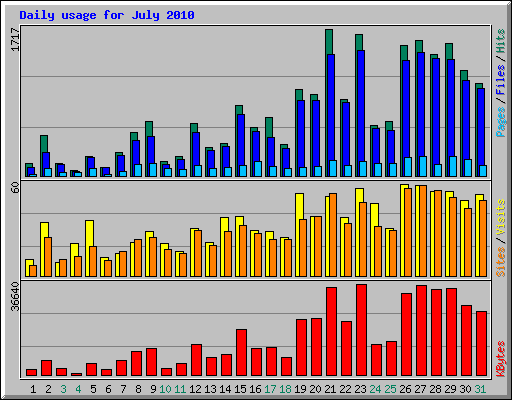 Daily usage for July 2010
1717
Pages / Files / Hits
60
Sites / Visits
36640
KBytes
1 2 3 4 5 6 7 8 9 10 11 12 13 14 15 16 17 18 19 20 21 22 23 24 25 26 27 28 29 30 31